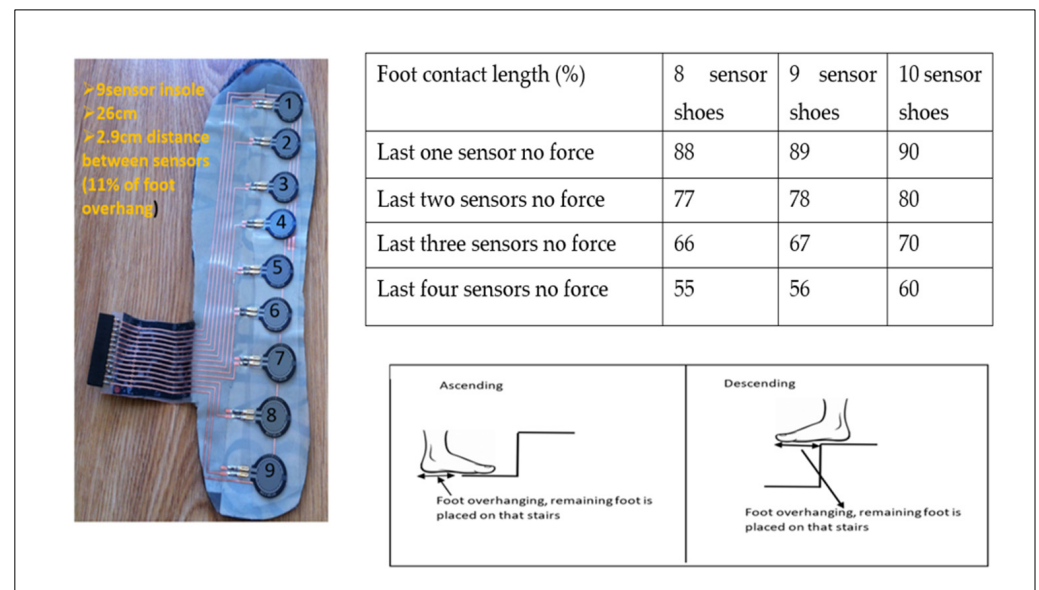 ➢9sensor insole
➢26cm
➢2.9cm distance
between sensors
(11% of foot
overhang)
1
2
3
4
5
6
7
8
9
Foot contact length (%) 8 sensor shoes 9 sensor shoes 10 sensor shoes
Last one sensor no force 88 89 90
Last two sensors no force 77 78 80
Last three sensors no force 66 67 70
Last four sensors no force 55 56 60
Ascending
Foot overhanging, remaining foot is
placed on that stairs
Descending
Foot overhanging, remaining foot is
placed on that stairs